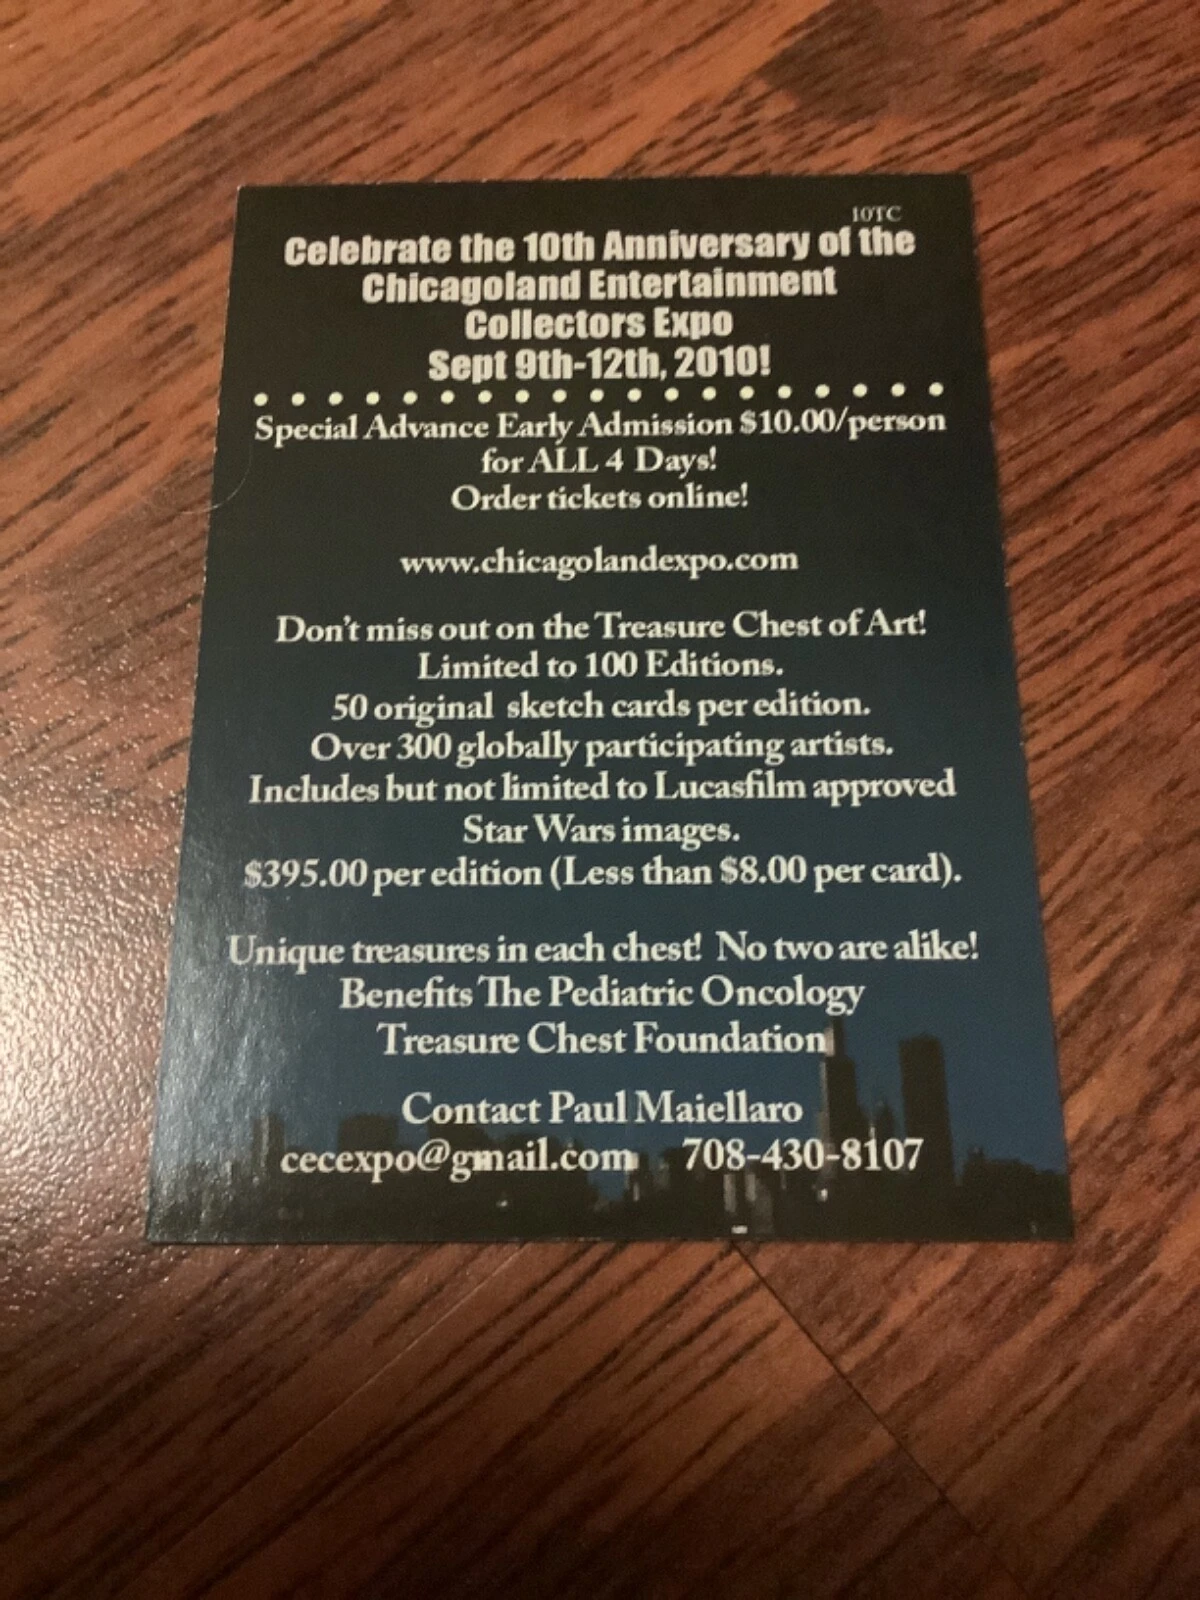 10TC
Celebrate the 10th Anniversary of the
Chicagoland Entertainment
Collectors Expo
Sept 9th-12th, 2010!
Special Advance Early Admission $10.00/person
for ALL 4 Days!
Order tickets online!
www.chicagolandexpo.com
Don't miss out on the Treasure Chest of Art!
Limited to 100 Editions.
50 original sketch cards per edition.
Over 300 globally participating artists.
Includes but not limited to Lucasfilm approved
Star Wars images.
$395.00 per edition (Less than $8.00 per card).
Unique treasures in each chest! No two are alike!
Benefits The Pediatric Oncology
Treasure Chest Foundation
Contact Paul Maiellaro
cecexpo@gmail.com 708-430-8107